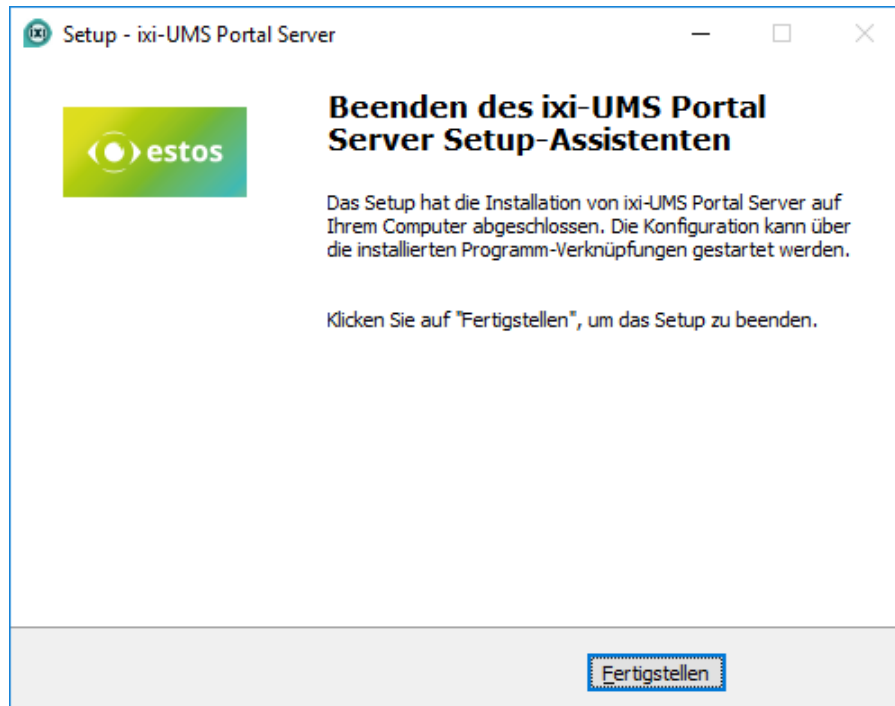 ixi Setup - ixi-UMS Portal Server
estos
Beenden des ixi-UMS Portal
Server Setup-Assistenten
Das Setup hat die Installation von ixi-UMS Portal Server auf
Ihrem Computer abgeschlossen. Die Konfiguration kann über
die installierten Programm-Verknüpfungen gestartet werden.
Klicken Sie auf "Fertigstellen", um das Setup zu beenden.
Fertigstellen